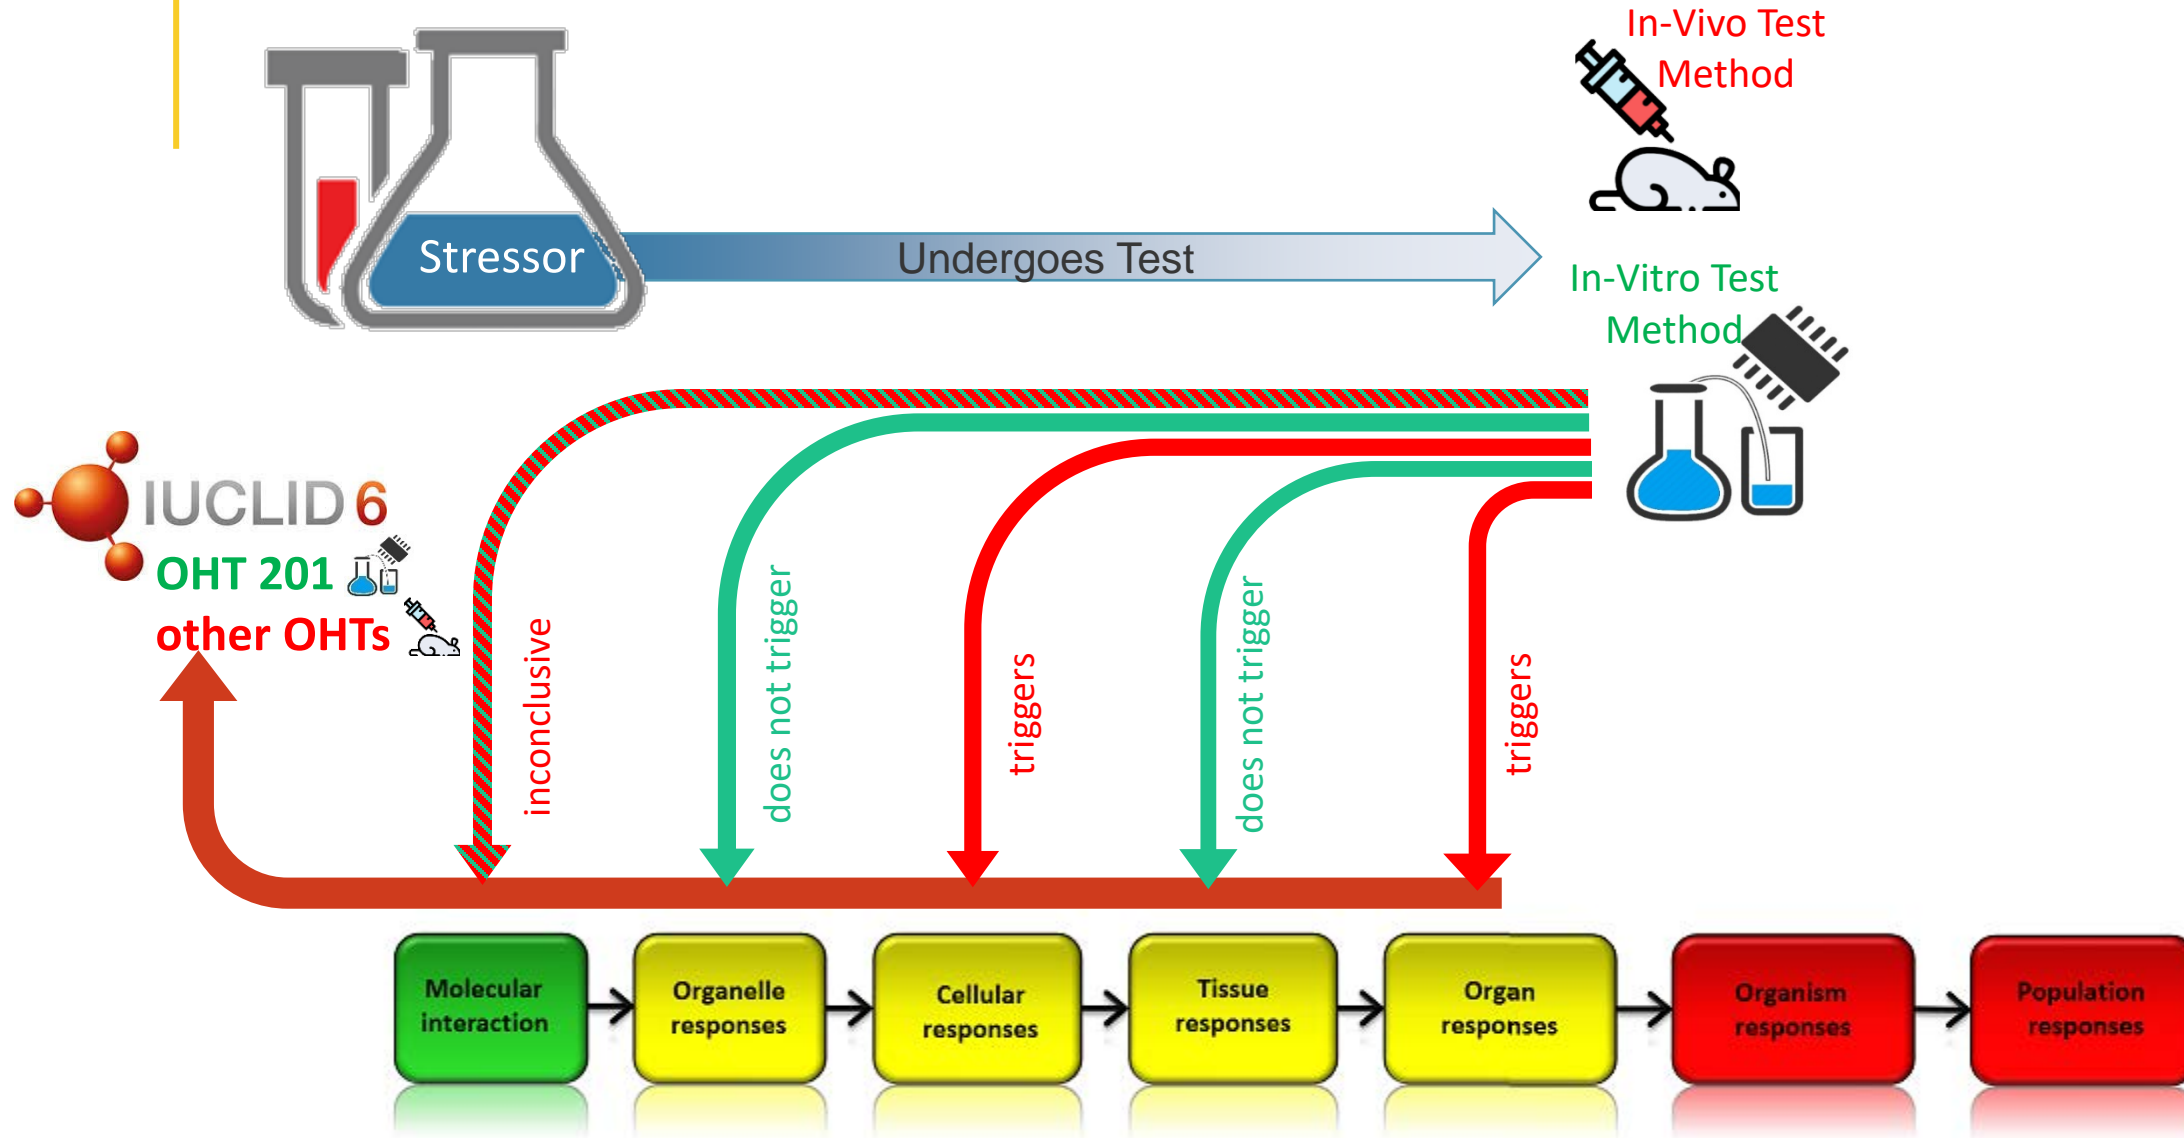 In-Vivo Test
Method
Stressor
Undergoes Test
In-Vitro Test
Method
IUCLID 6
OHT 201
other OHTs
inconclusive
does not trigger
triggers
does not trigger
triggers
Molecular
interaction
Organelle
responses
Cellular
responses
Tissue
responses
Organ
responses
Organism
responses
Population
responses